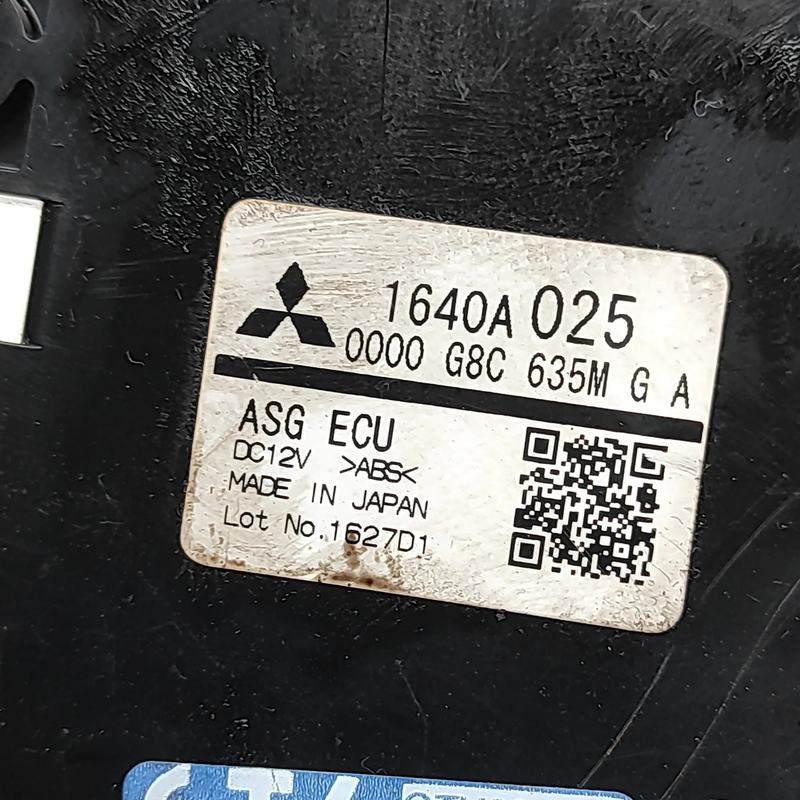 1640A 025
0000 G8C 635M G A
ASG ECU
DC12V >ABS<
MADE IN JAPAN
Lot No.1627D1